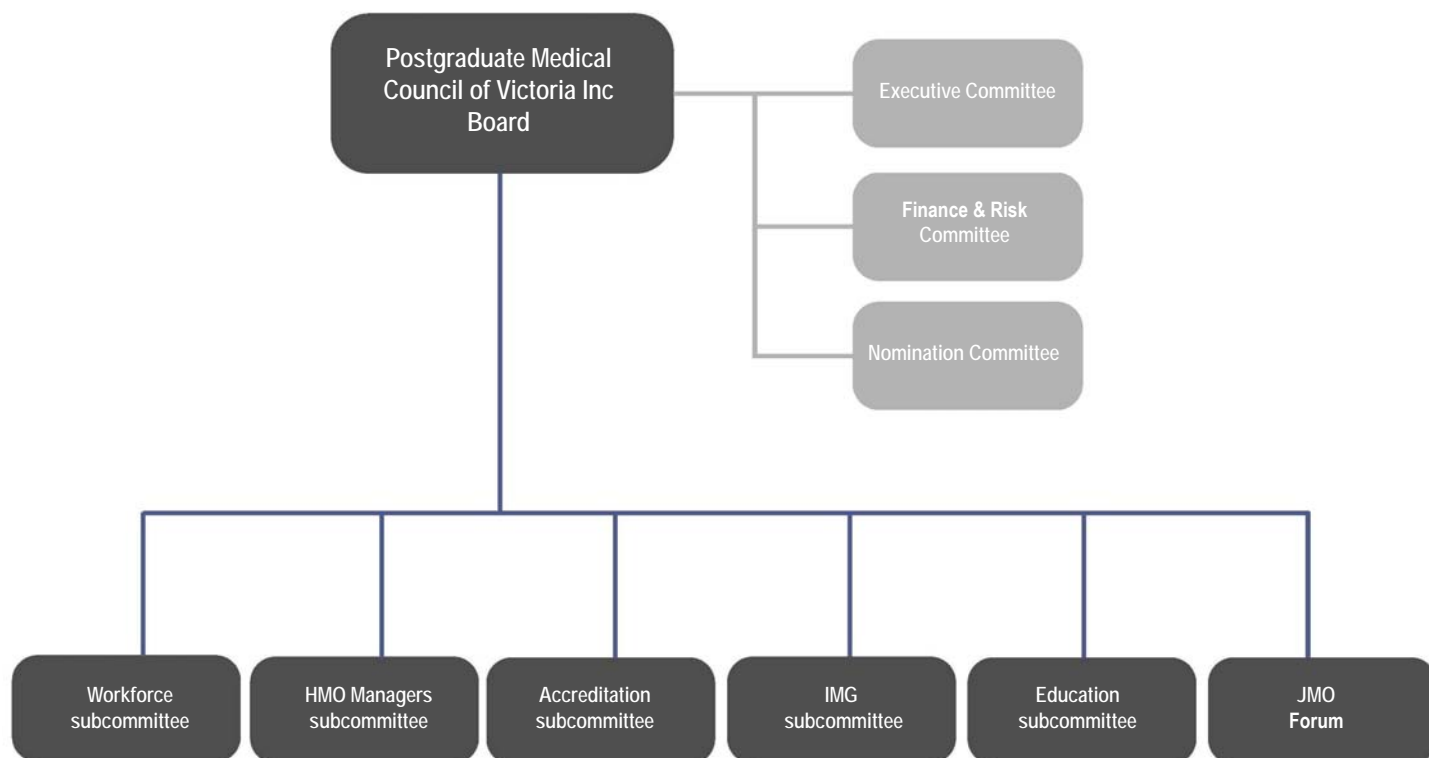 Postgraduate Medical
Council of Victoria Inc
Board
Executive Committee
Finance & Risk
Committee
Nomination Committee
Workforce
subcommittee
HMO Managers
subcommittee
Accreditation
subcommittee
IMG
subcommittee
Education
subcommittee
JMO
Forum